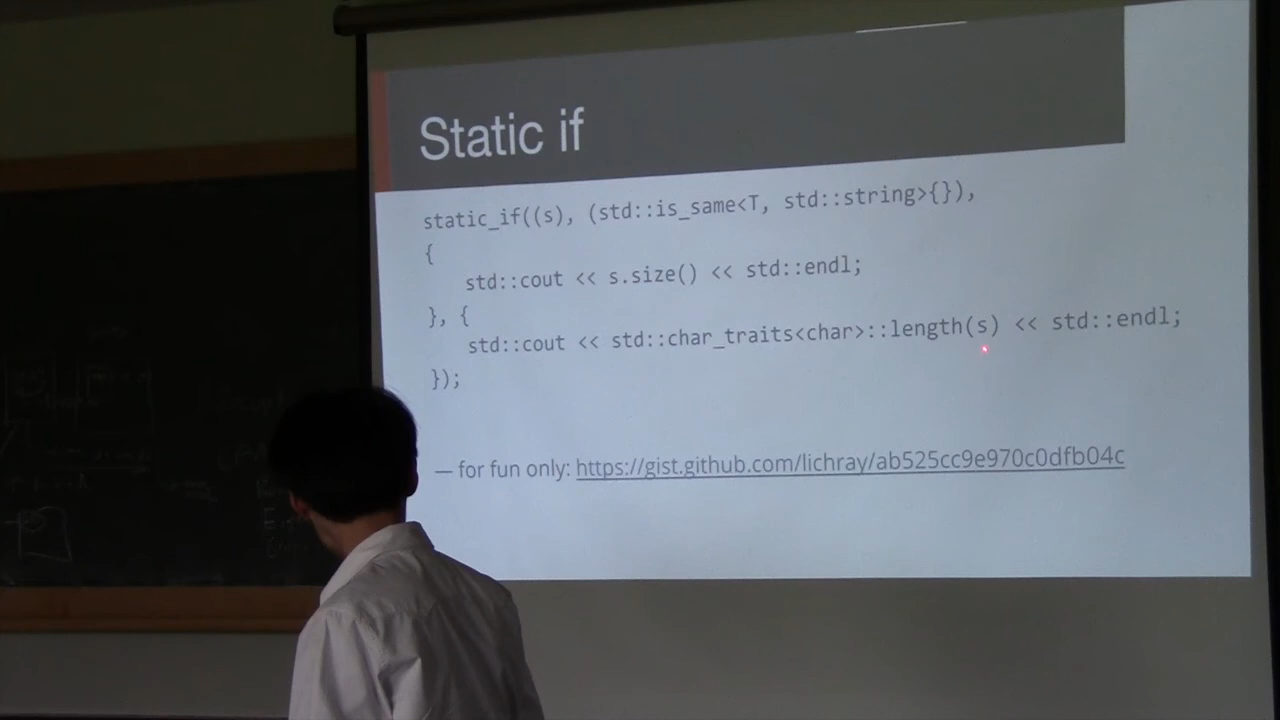 Static if
static_if((s), (std::is_same<T, std::string>{}),
{
std::cout << s.size() << std::endl;
}, {
std::cout << std::char_traits<char>::length(s) << std::endl;
});
— for fun only: https://gist.github.com/lichray/ab525cc9e970c0dfb04c